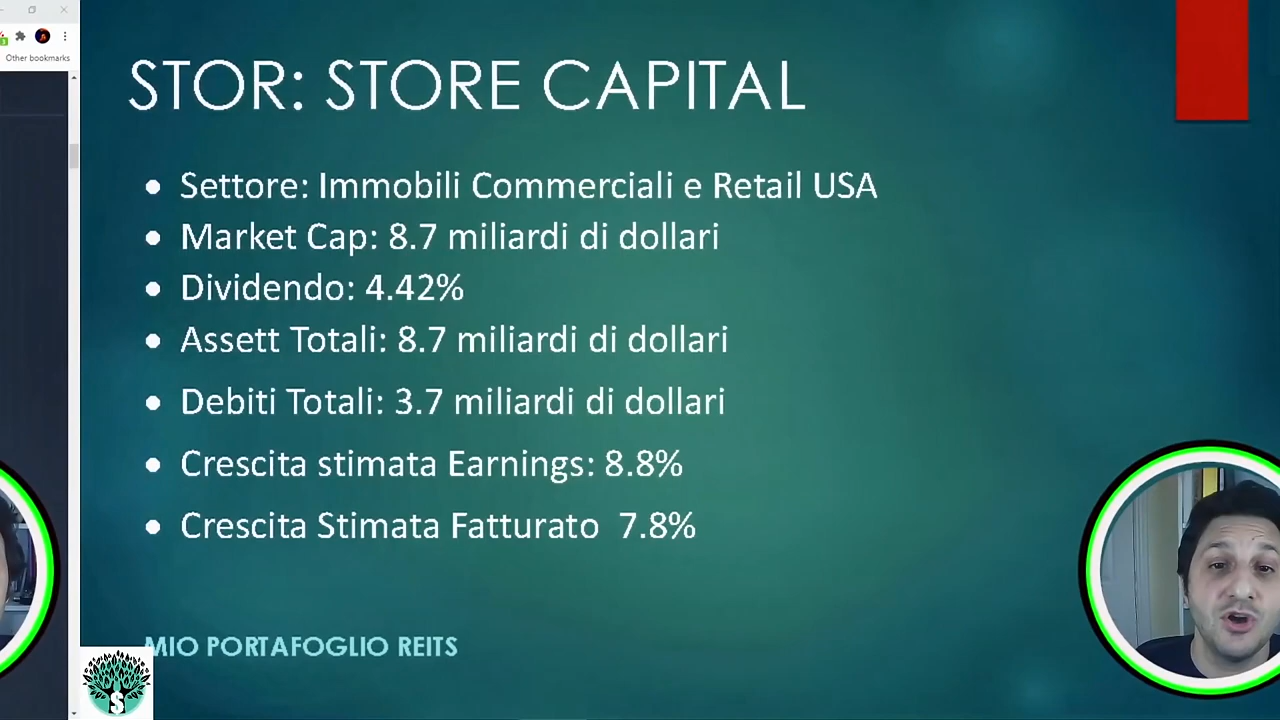 Other bookmarks
STOR: STORE CAPITAL
Settore: Immobili Commerciali e Retail USA
Market Cap: 8.7 miliardi di dollari
Dividendo: 4.42%
Assett Totali: 8.7 miliardi di dollari
Debiti Totali: 3.7 miliardi di dollari
Crescita stimata Earnings: 8.8%
Crescita Stimata Fatturato 7.8%
MIO PORTAFOGLIO REITS
$